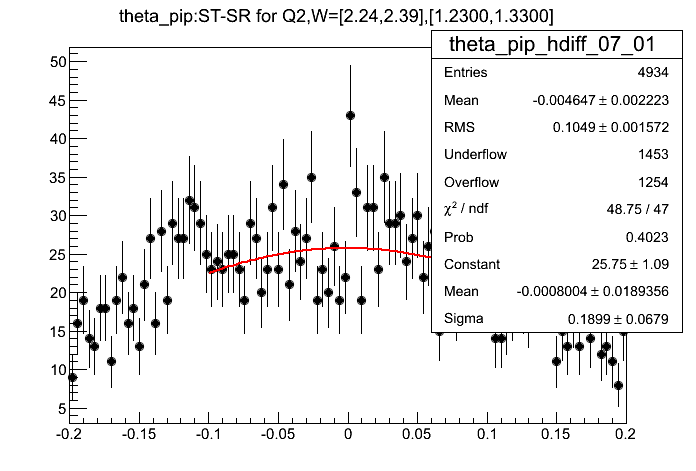 theta_pip:ST-SR for Q2,W=[2.24,2.39],[1.2300,1.3300]
theta_pip_hdiff_07_01
Entries 4934
Mean -0.004647 ± 0.002223
RMS 0.1049 ± 0.001572
Underflow 1453
Overflow 1254
χ² / ndf 48.75 / 47
Prob 0.4023
Constant 25.75 ± 1.09
Mean -0.0008004 ± 0.0189356
Sigma 0.1899 ± 0.0679
50
45
40
35
30
25
20
15
10
5
-0.2 -0.15 -0.1 -0.05 0 0.05 0.1 0.15 0.2